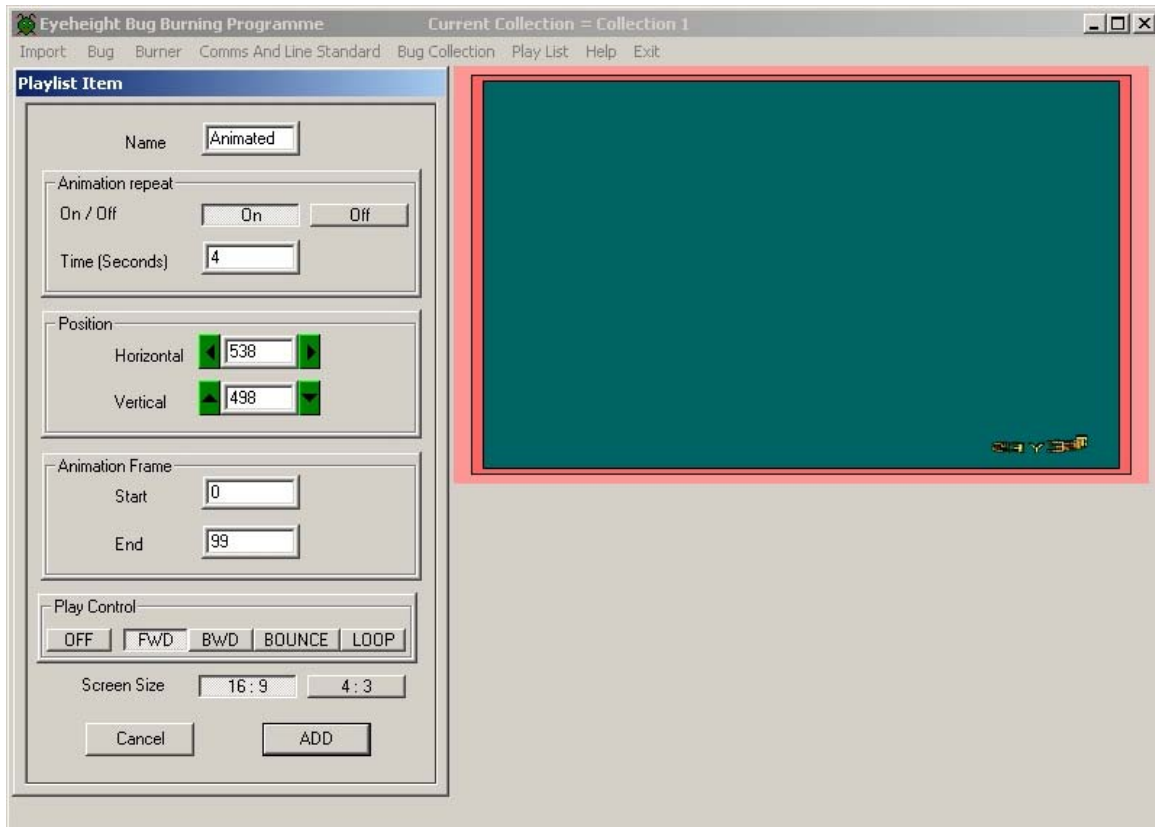 Eyeheight Bug Burning Programme Current Collection = Collection 1
Import Bug Burner Comms And Line Standard Bug Collection Play List Help Exit
Playlist Item
Name Animated
Animation repeat
On / Off On Off
Time (Seconds) 4
Position
Horizontal 538
Vertical 498
Animation Frame
Start 0
End 99
Play Control
OFF FWD BWD BOUNCE LOOP
Screen Size 16 : 9 4 : 3
Cancel ADD